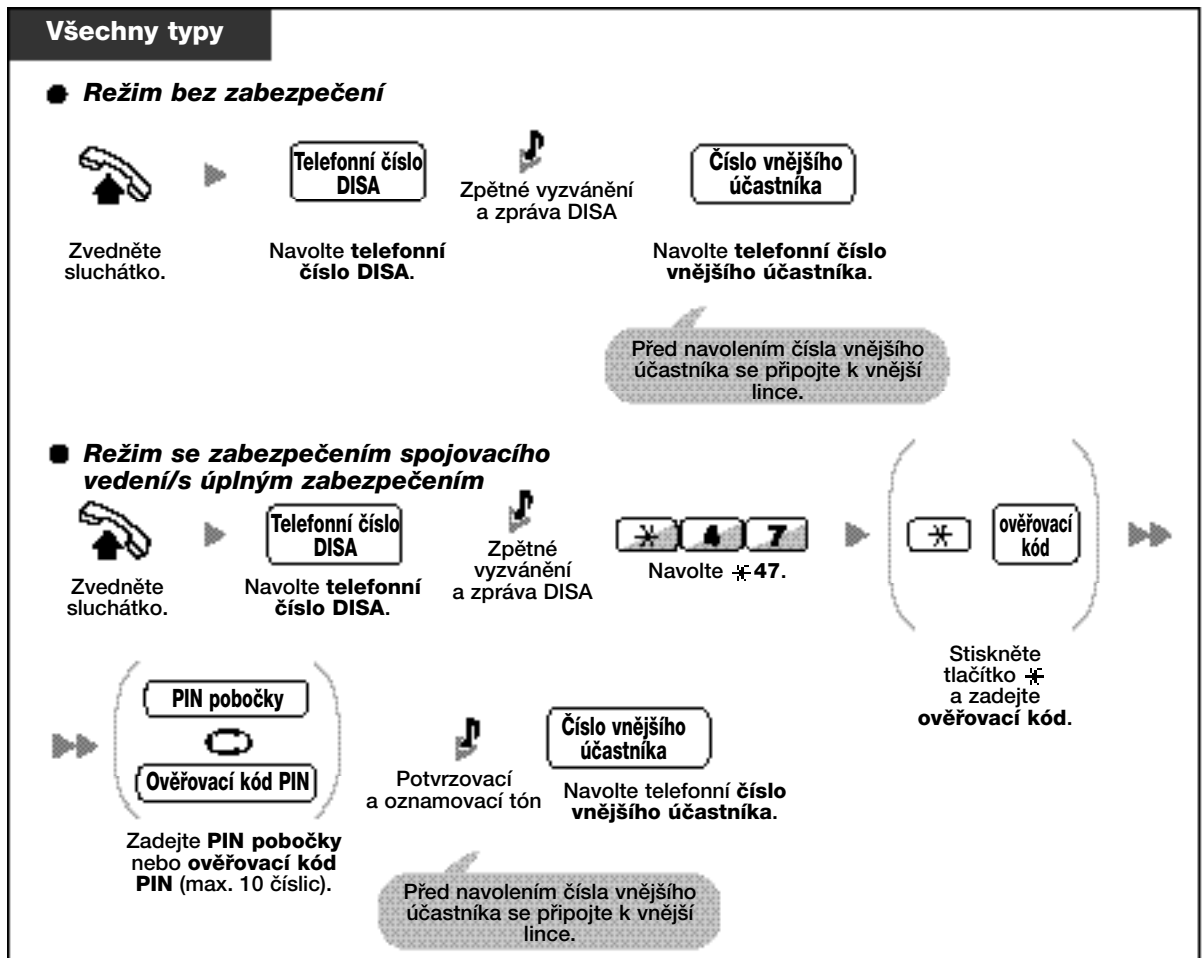 Všechny typy
Režim bez zabezpečení
Telefonní číslo
DISA
Zpětné vyzvánění
a zpráva DISA
Číslo vnějšího
účastníka
Zvedněte
sluchátko.
Navolte telefonní
číslo DISA.
Navolte telefonní číslo
vnějšího účastníka.
Před navolením čísla vnějšího
účastníka se připojte k vnější
lince.
Režim se zabezpečením spojovacího
vedení/s úplným zabezpečením
Telefonní číslo
DISA
Zpětné
vyzvánění
a zpráva DISA
* 4 7
Navolte *47.
*
ověřovací
kód
Zvedněte
sluchátko.
Navolte telefonní
číslo DISA.
Stiskněte
tlačítko *
a zadejte
ověřovací kód.
PIN pobočky
Ověřovací kód PIN
Zadejte PIN pobočky
nebo ověřovací kód
PIN (max. 10 číslic).
Potvrzovací
a oznamovací tón
Číslo vnějšího
účastníka
Navolte telefonní číslo
vnějšího účastníka.
Před navolením čísla vnějšího
účastníka se připojte k vnější
lince.